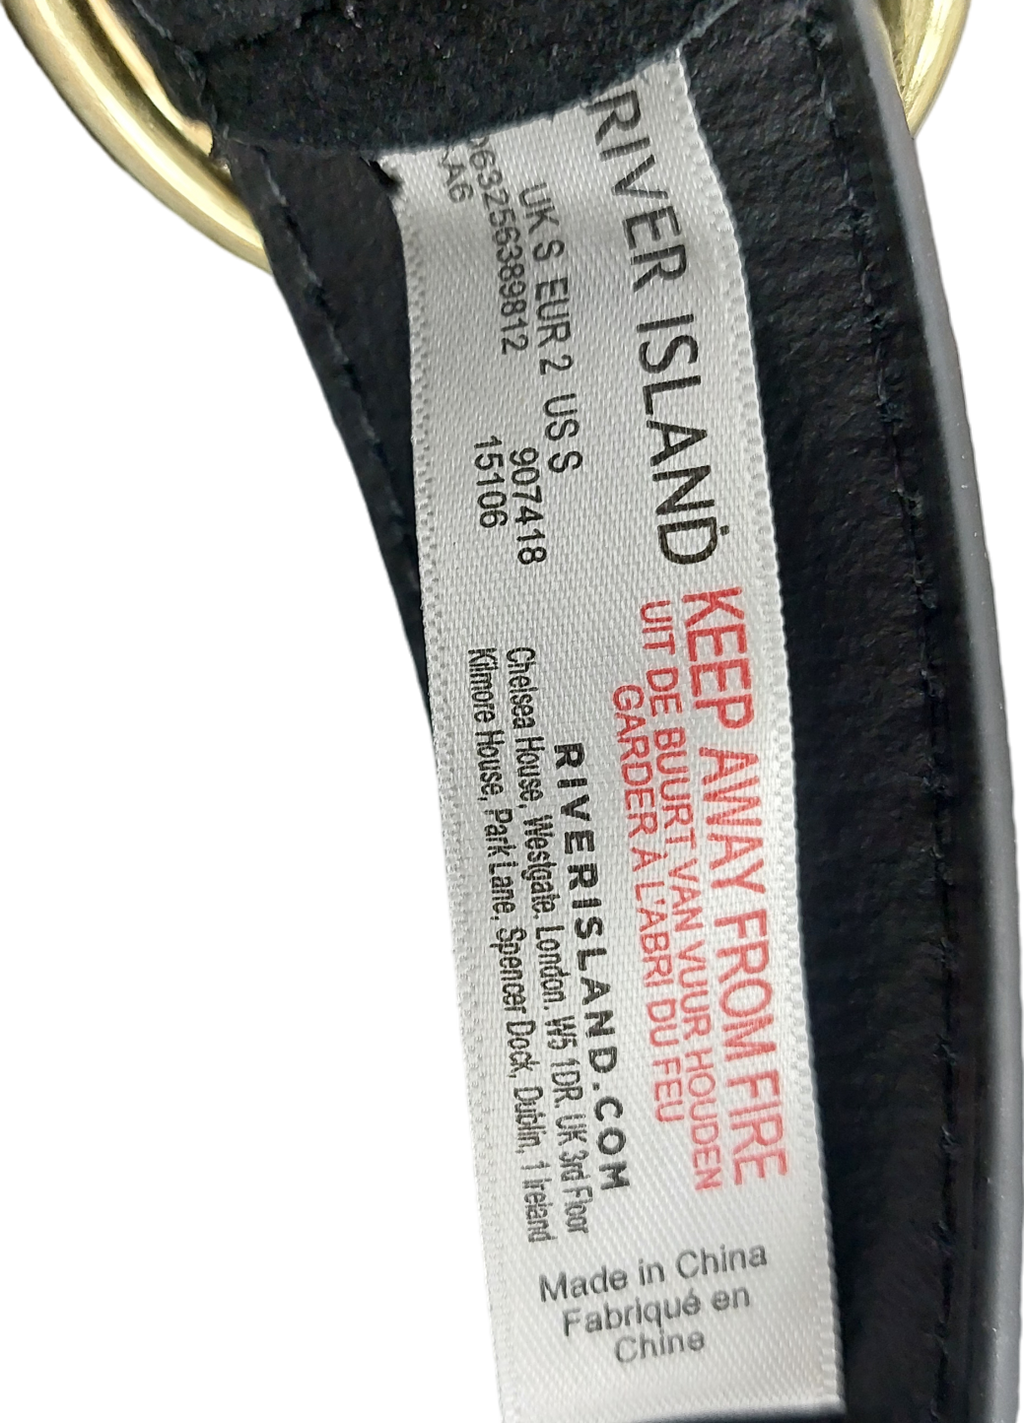 RIVER ISLAND
UK S EUR 2 US S
907418
15106
KEEP AWAY FROM FIRE
UIT DE BUURT VAN VUUR HOUDEN
GARDER À L'ABRI DU FEU
RIVERISLAND.COM
Chelsea House, Westgate, London, W5 1DR, UK 3rd Floor
Kilmore House, Park Lane, Spencer Dock, Dublin, 1 Ireland
Made in China
Fabriqué en
Chine